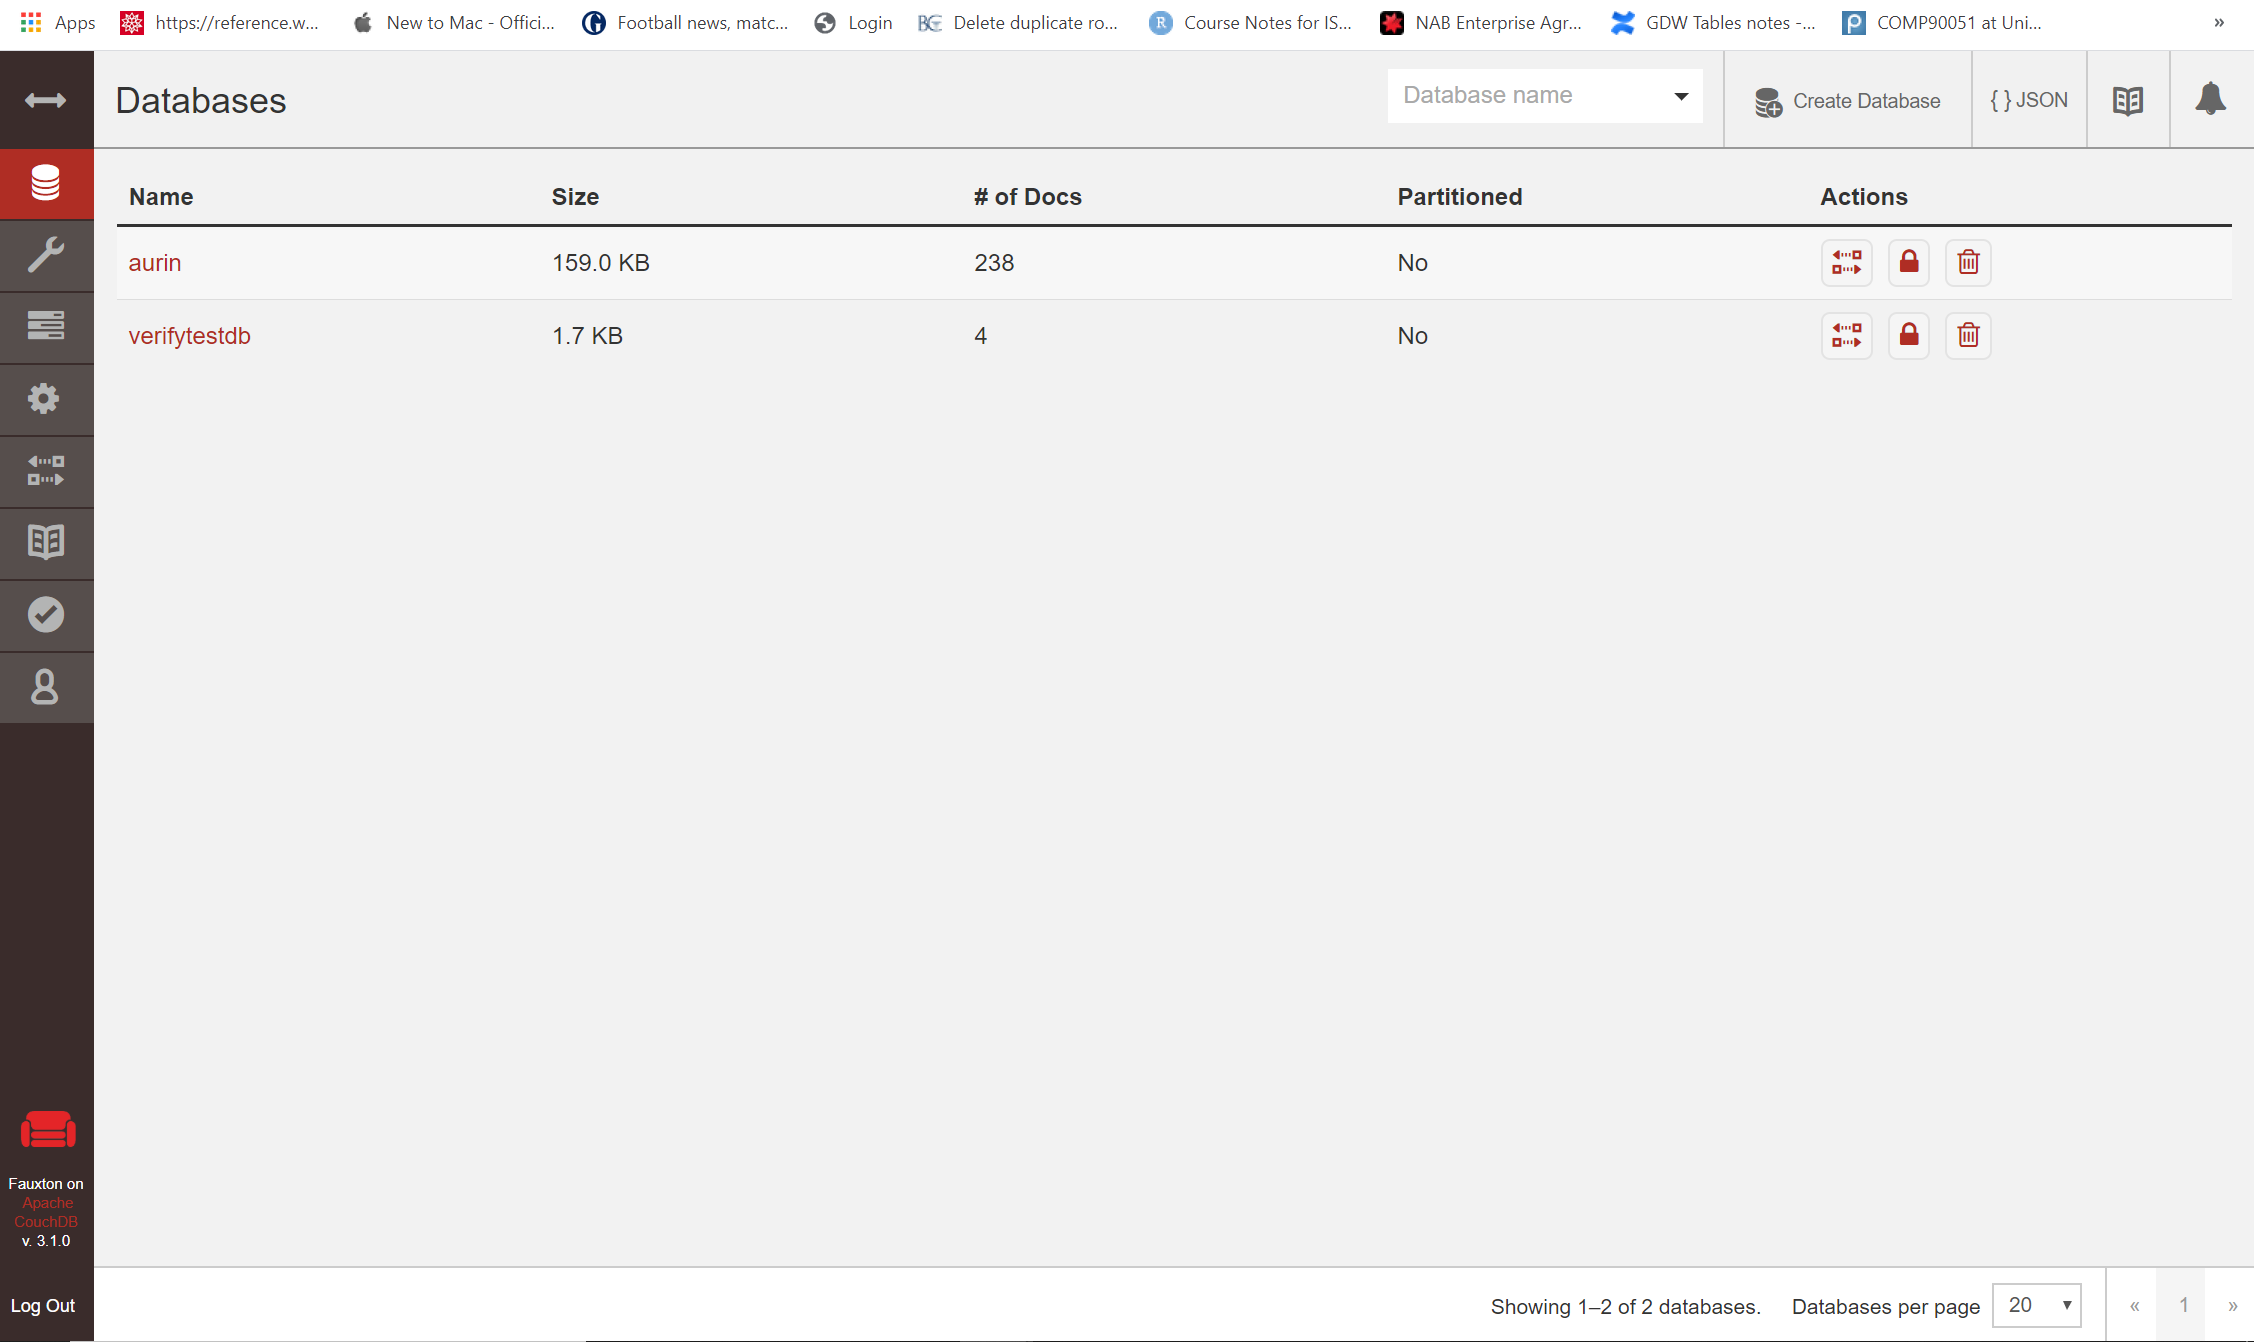 Apps https://reference.w... New to Mac - Offici... Football news, matc... Login Delete duplicate ro... Course Notes for IS... NAB Enterprise Agr... GDW Tables notes -... COMP90051 at Uni... »
Databases Database name Create Database { } JSON
Name Size # of Docs Partitioned Actions
aurin 159.0 KB 238 No
verifytestdb 1.7 KB 4 No
Fauxton on
Apache
CouchDB
v. 3.1.0
Log Out
Showing 1–2 of 2 databases. Databases per page 20 « 1 »